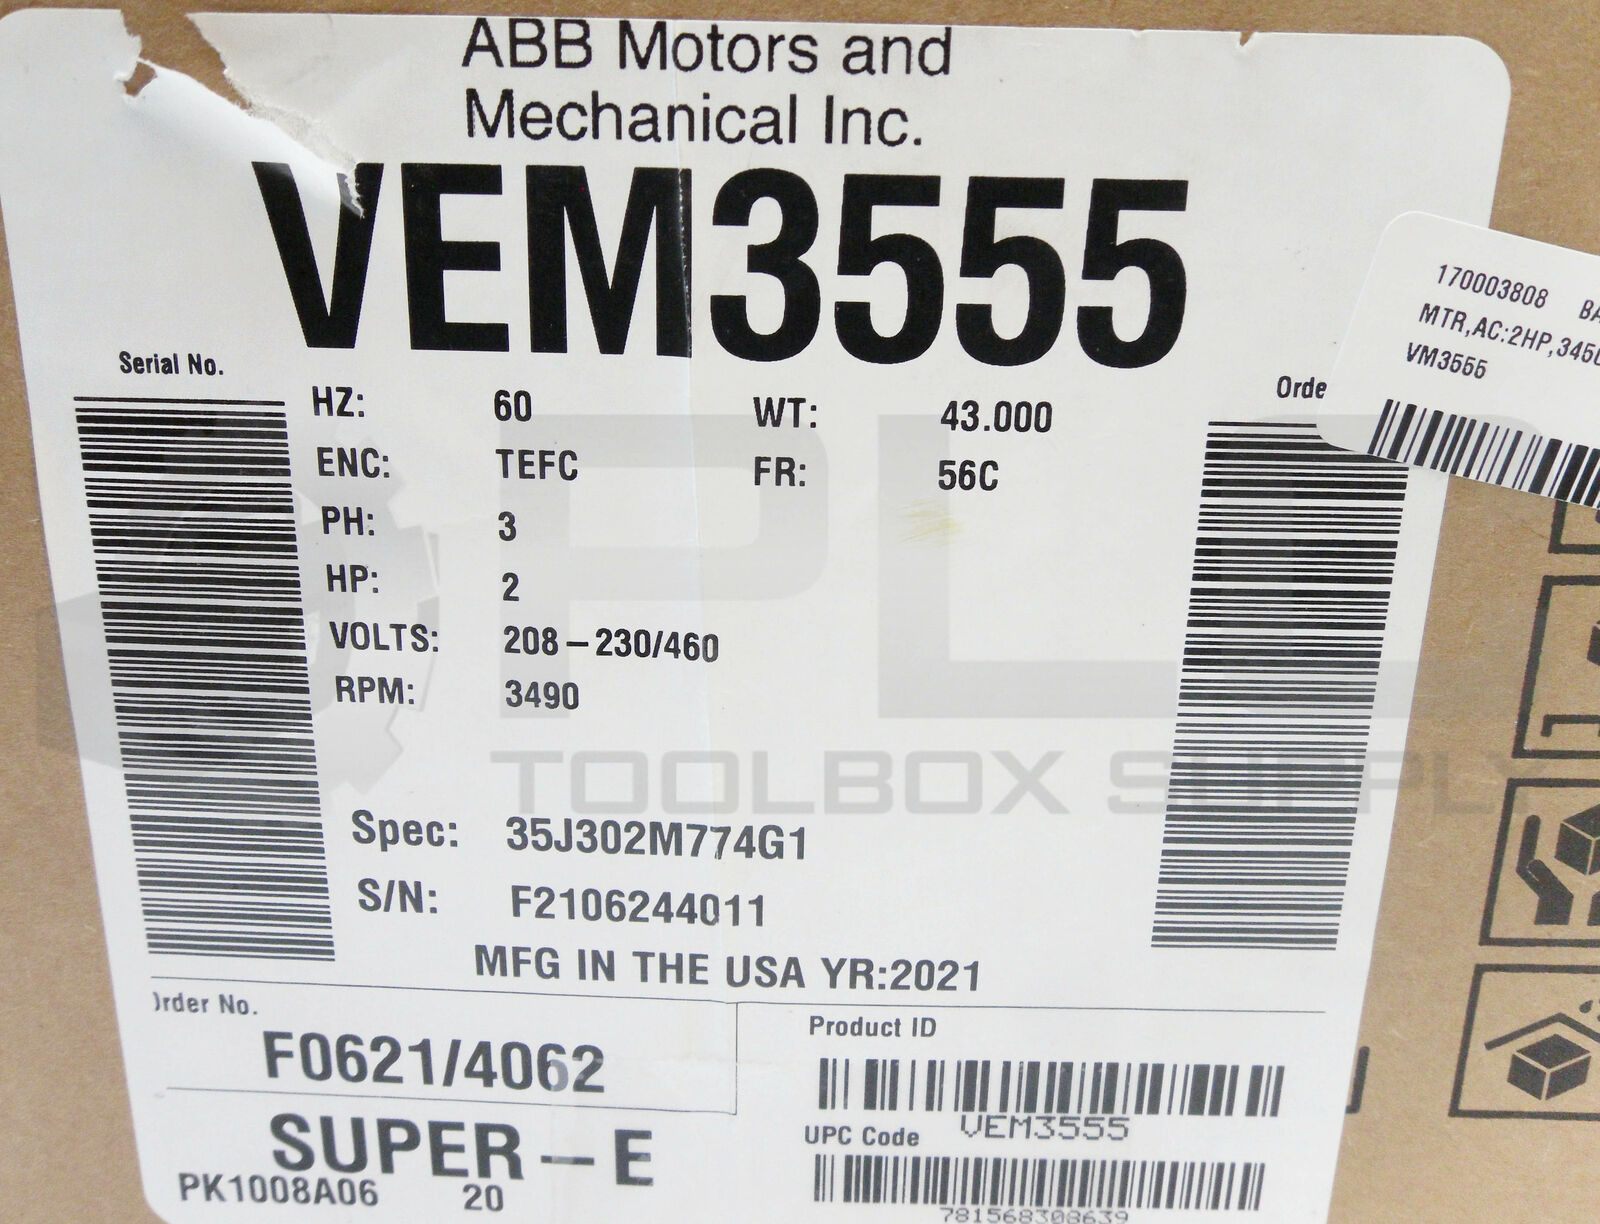 ABB Motors and
Mechanical Inc.
VEM3555
Serial No.
HZ: 60 WT: 43.000
ENC: TEFC FR: 56C
PH: 3
HP: 2
VOLTS: 208-230/460
RPM: 3490
Spec: 35J302M774G1
S/N: F2106244011
MFG IN THE USA YR:2021
Order No.
F0621/4062
SUPER-E
PK1008A06 20
Product ID
VEM3555
UPC Code
781568308639
170003808
MTR,AC:2HP,
VM3555
PLC
TOOLBOX SUPPLY